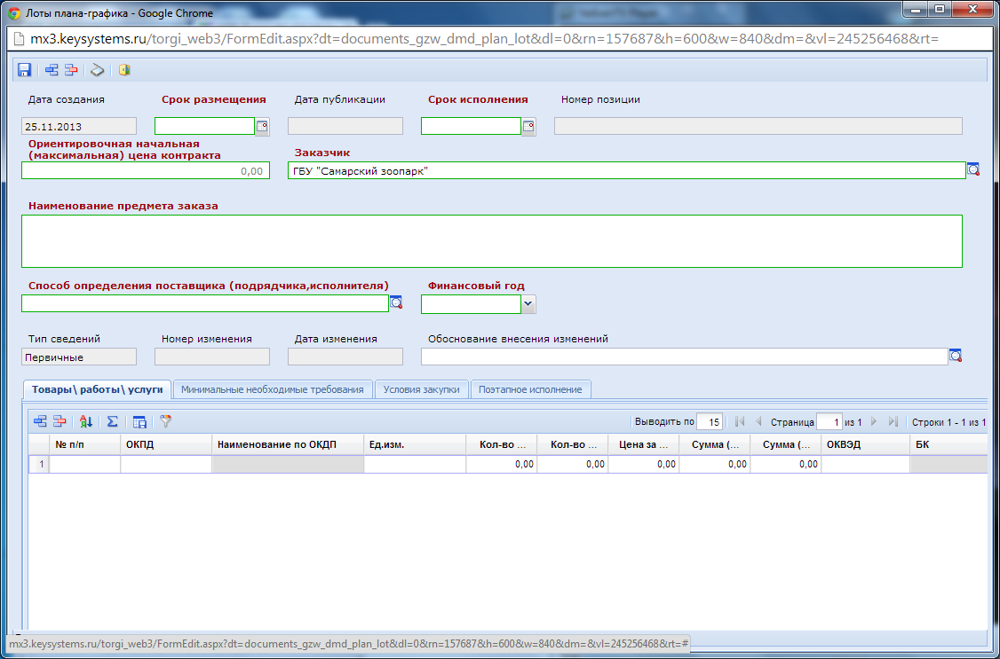 Лоты плана-графика - Google Chrome
mx3.keysystems.ru/torgi_web3/FormEdit.aspx?dt=documents_gzw_dmd_plan_lot&dl=0&rn=157687&h=600&w=840&dm=&vl=245256468&rt=
Дата создания Срок размещения Дата публикации Срок исполнения Номер позиции
25.11.2013
Ориентировочная начальная
(максимальная) цена контракта Заказчик
0,00 ГБУ "Самарский зоопарк"
Наименование предмета заказа
Способ определения поставщика (подрядчика,исполнителя) Финансовый год
Тип сведений Номер изменения Дата изменения Обоснование внесения изменений
Первичные
Товары\ работы\ услуги Минимальные необходимые требования Условия закупки Поэтапное исполнение
Выводить по 15 Страница 1 из 1 Строки 1 - 1 из 1
№ п/п ОКПД Наименование по ОКДП Ед.изм. Кол-во ... Кол-во ... Цена за ... Сумма (... Сумма (... ОКВЭД БК
1 0,00 0,00 0,00 0,00 0,00
mx3.keysystems.ru/torgi_web3/FormEdit.aspx?dt=documents_gzw_dmd_plan_lot&dl=0&rn=157687&h=600&w=840&dm=&vl=245256468&rt=#